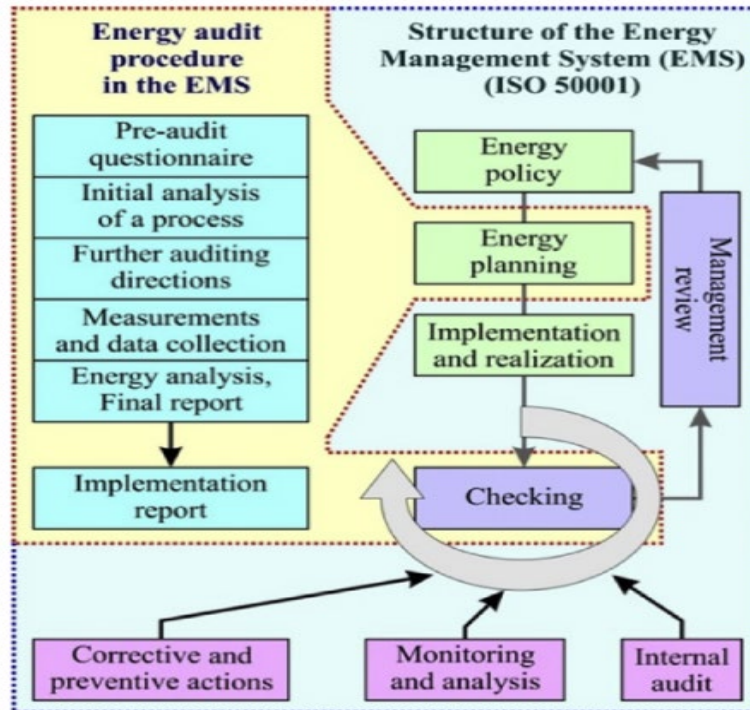 Energy audit
procedure
in the EMS
Pre-audit
questionnaire
Initial analysis
of a process
Further auditing
directions
Measurements
and data collection
Energy analysis,
Final report
Implementation
report
Structure of the Energy
Management System (EMS)
(ISO 50001)
Energy
policy
Energy
planning
Implementation
and realization
Checking
Management
review
Corrective and
preventive actions
Monitoring
and analysis
Internal
audit